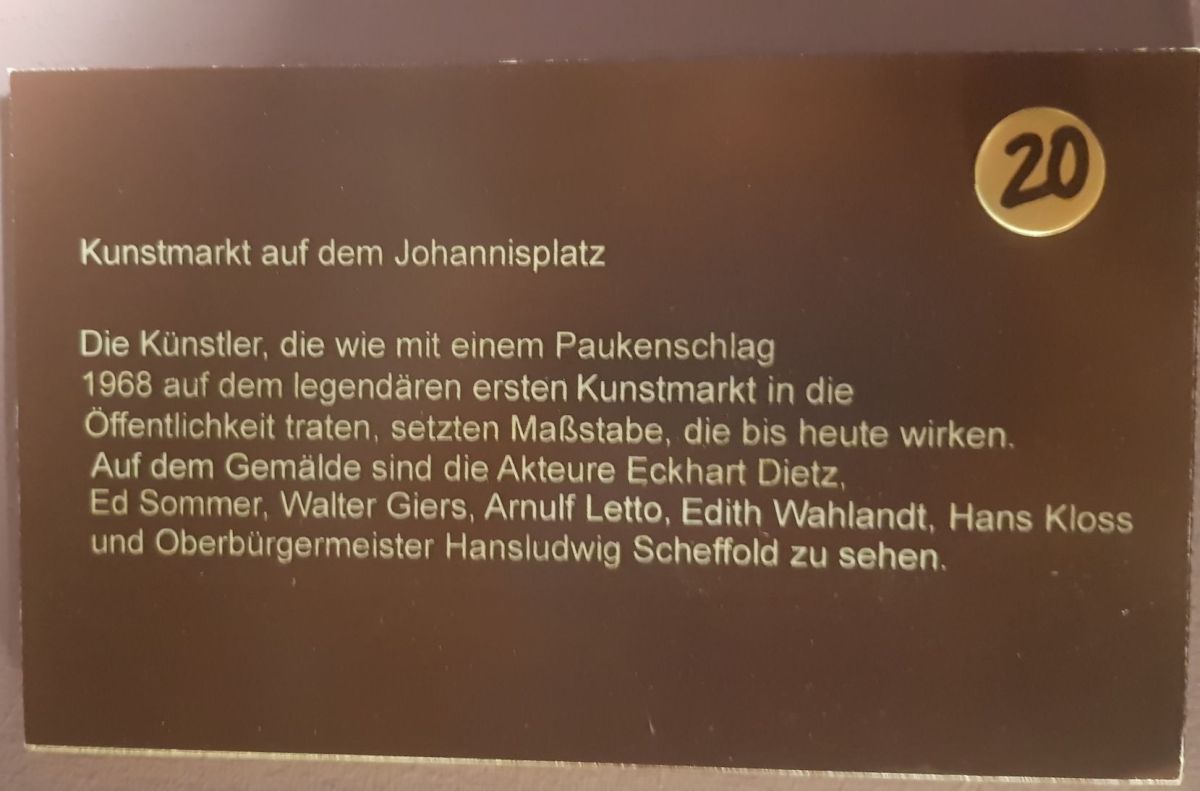 20
Kunstmarkt auf dem Johannisplatz
Die Künstler, die wie mit einem Paukenschlag
1968 auf dem legendären ersten Kunstmarkt in die
Öffentlichkeit traten, setzten Maßstabe, die bis heute wirken.
Auf dem Gemälde sind die Akteure Eckhart Dietz,
Ed Sommer, Walter Giers, Arnulf Letto, Edith Wahlandt, Hans Kloss
und Oberbürgermeister Hansludwig Scheffold zu sehen.